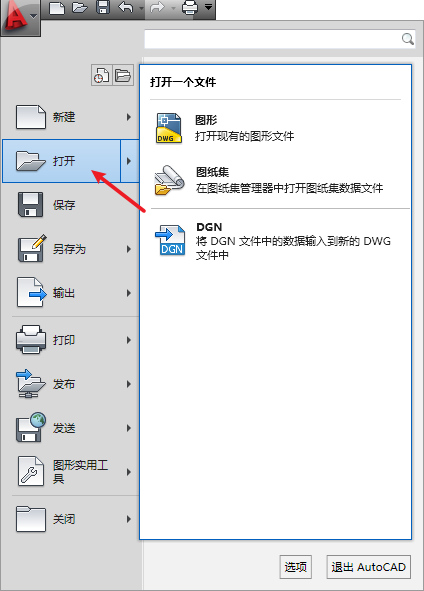 打开一个文件
新建
图形
打开现有的图形文件
DWG
打开
图纸集
在图纸集管理器中打开图纸集数据文件
保存
DGN
将 DGN 文件中的数据输入到新的 DWG
文件中
DGN
另存为
输出
打印
发布
发送
图形实用工
具
关闭
选项
退出 AutoCAD